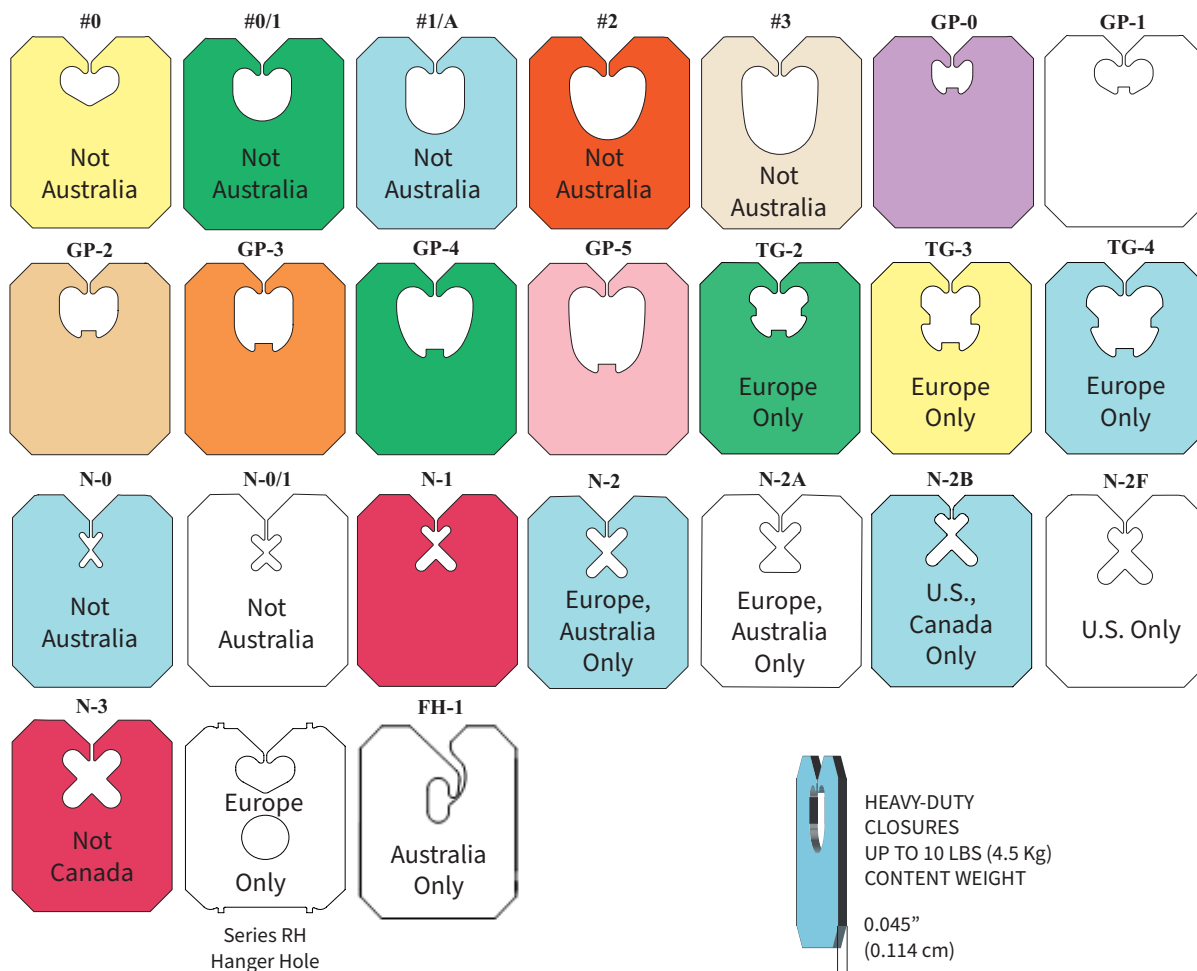 #0
#0/1
#1/A
#2
#3
GP-0
GP-1
Not
Australia
Not
Australia
Not
Australia
Not
Australia
Not
Australia
GP-2
GP-3
GP-4
GP-5
TG-2
TG-3
TG-4
Europe
Only
Europe
Only
Europe
Only
N-0
N-0/1
N-1
N-2
N-2A
N-2B
N-2F
Not
Australia
Not
Australia
Europe,
Australia
Only
Europe,
Australia
Only
U.S.,
Canada
Only
U.S. Only
N-3
FH-1
Not
Canada
Europe
Only
Series RH
Hanger Hole
Australia
Only
HEAVY-DUTY
CLOSURES
UP TO 10 LBS (4.5 Kg)
CONTENT WEIGHT
0.045”
(0.114 cm)